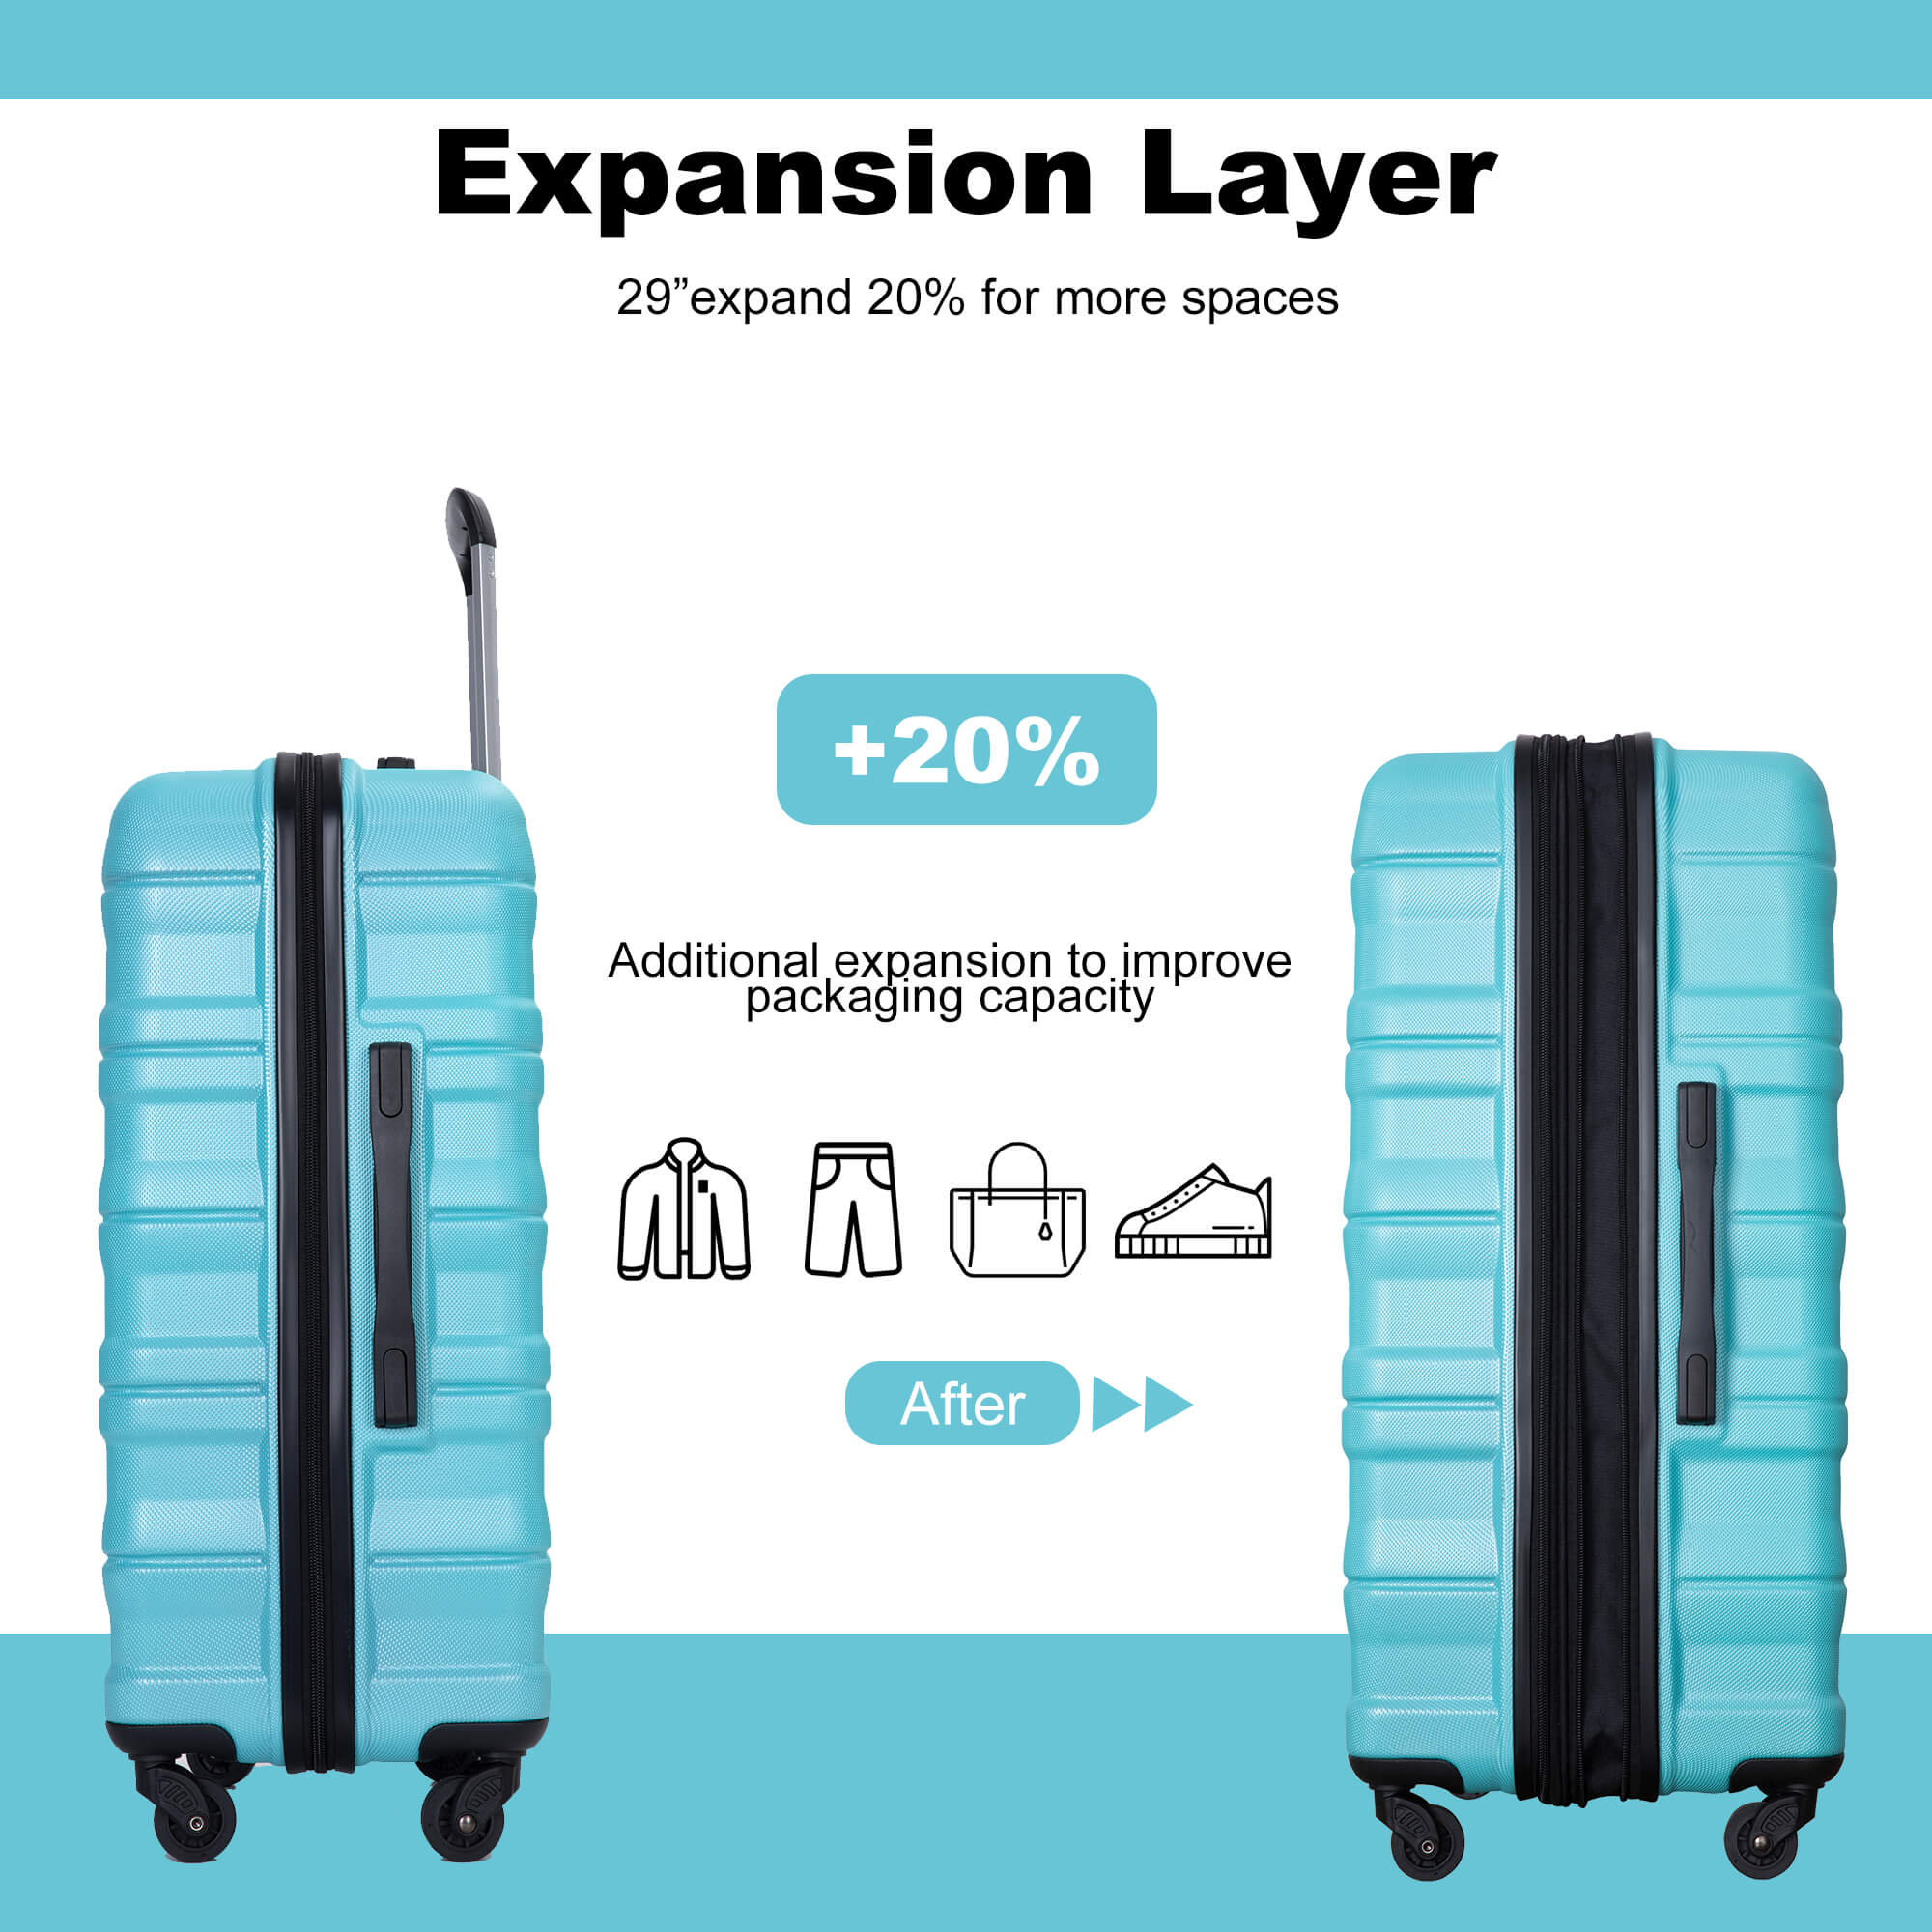 Expansion Layer
29”expand 20% for more spaces
+20%
Additional expansion to improve
packaging capacity
After